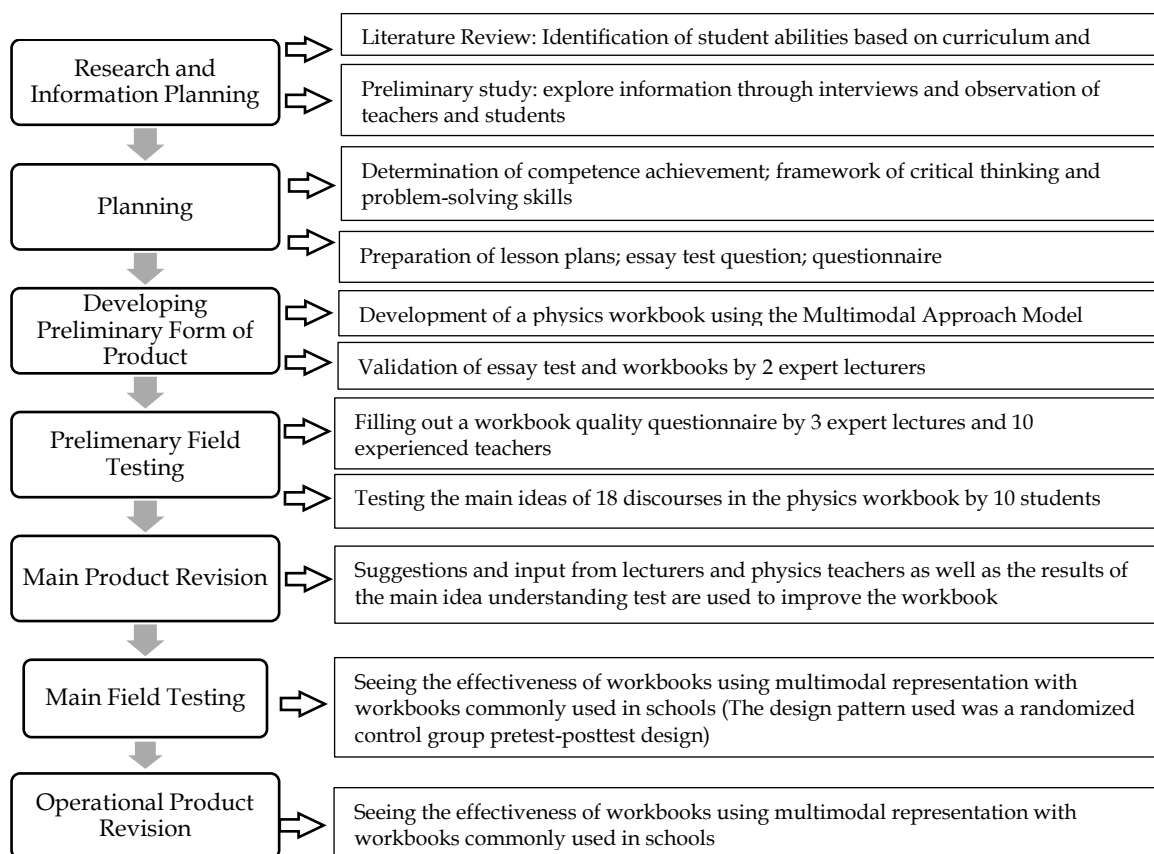 Research and
Information Planning
Literature Review: Identification of student abilities based on curriculum and
Preliminary study: explore information through interviews and observation of
teachers and students
Planning
Determination of competence achievement; framework of critical thinking and
problem-solving skills
Preparation of lesson plans; essay test question; questionnaire
Developing
Preliminary Form of
Product
Development of a physics workbook using the Multimodal Approach Model
Validation of essay test and workbooks by 2 expert lecturers
Prelimenary Field
Testing
Filling out a workbook quality questionnaire by 3 expert lectures and 10
experienced teachers
Testing the main ideas of 18 discourses in the physics workbook by 10 students
Main Product Revision
Suggestions and input from lecturers and physics teachers as well as the results of
the main idea understanding test are used to improve the workbook
Main Field Testing
Seeing the effectiveness of workbooks using multimodal representation with
workbooks commonly used in schools (The design pattern used was a randomized
control group pretest-posttest design)
Operational Product
Revision
Seeing the effectiveness of workbooks using multimodal representation with
workbooks commonly used in schools